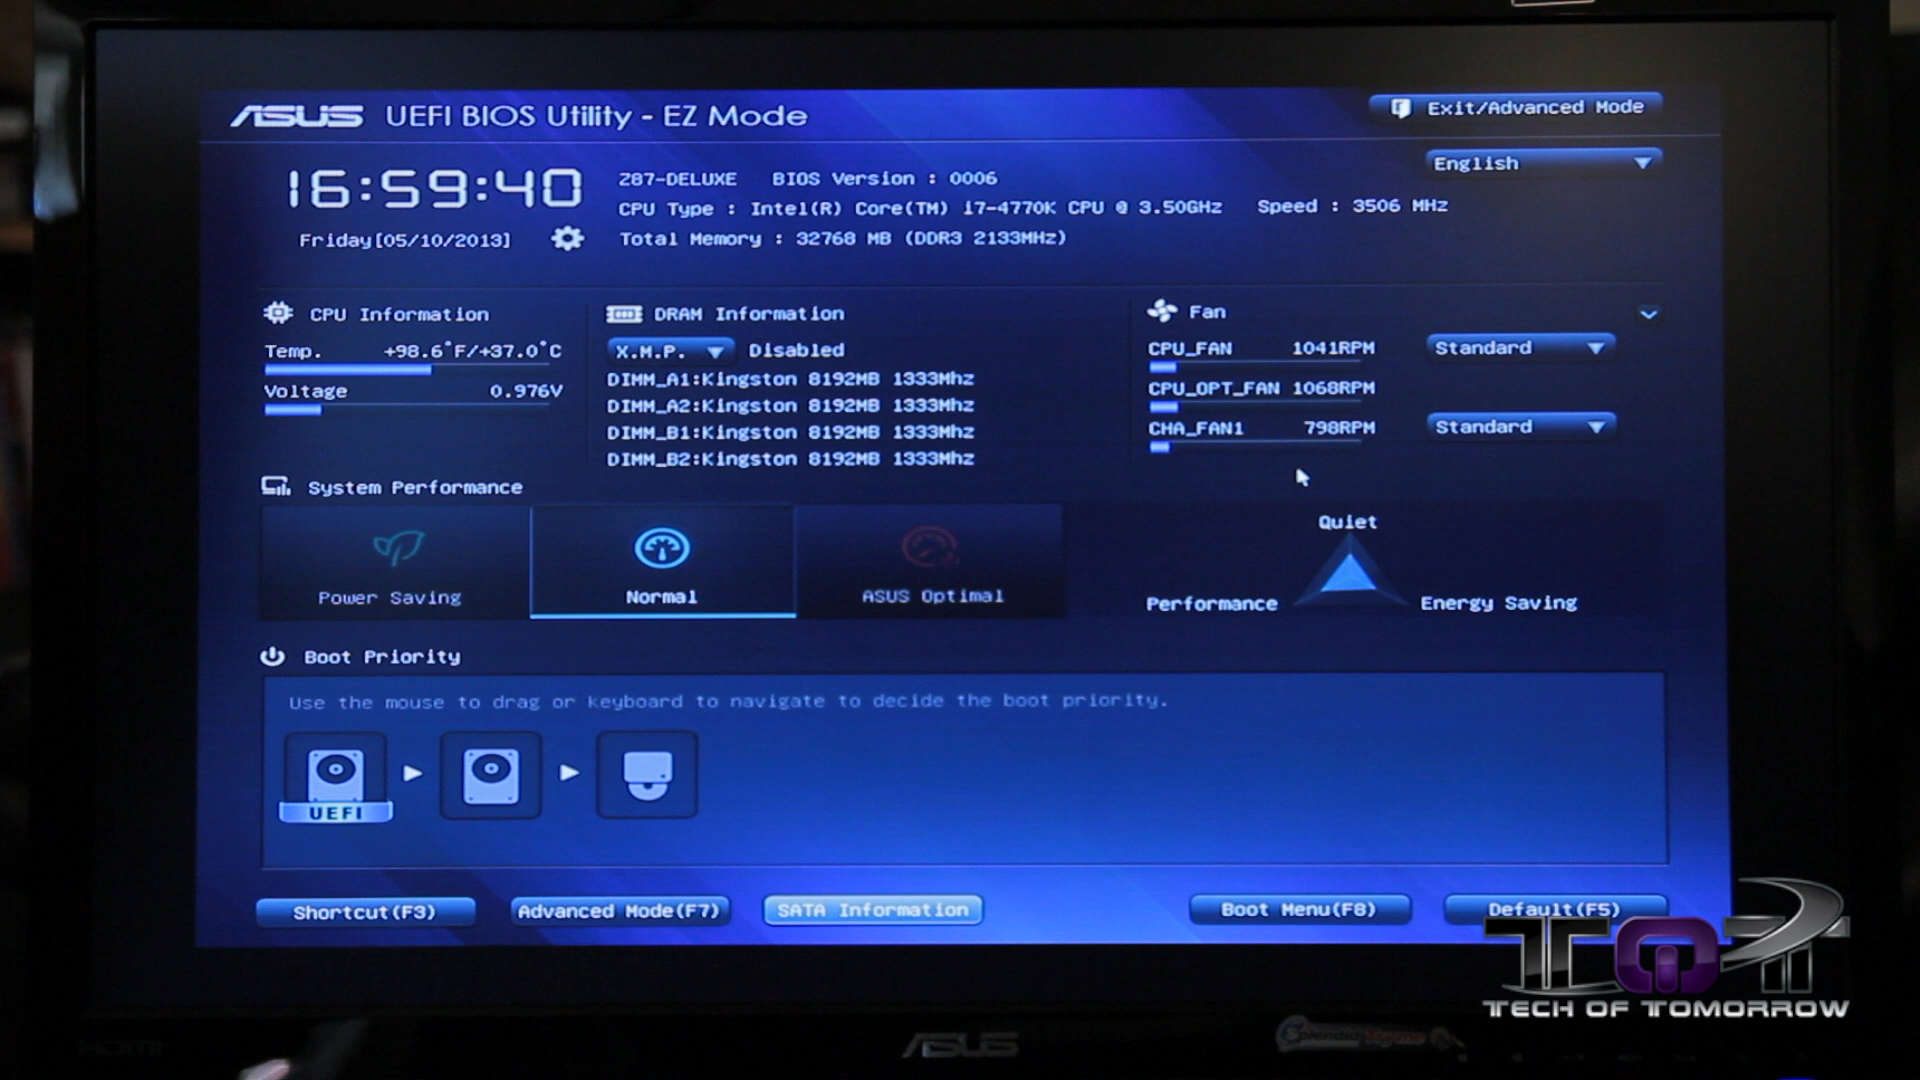 ASUS UEFI BIOS Utility - EZ Mode
Exit/Advanced Mode
English
16:59:40
Friday[05/10/2013]
Z87-DELUXE BIOS Version : 0006
CPU Type : Intel(R) Core(TM) i7-4770K CPU @ 3.50GHz Speed : 3506 MHz
Total Memory : 32768 MB (DDR3 2133MHz)
CPU Information
Temp. +98.6°F/+37.0°C
Voltage 0.976V
DRAM Information
X.M.P. Disabled
DIMM_A1:Kingston 8192MB 1333Mhz
DIMM_A2:Kingston 8192MB 1333Mhz
DIMM_B1:Kingston 8192MB 1333Mhz
DIMM_B2:Kingston 8192MB 1333Mhz
Fan
CPU_FAN 1041RPM Standard
CPU_OPT_FAN 1068RPM
CHA_FAN1 798RPM Standard
System Performance
Power Saving
Normal
ASUS Optimal
Quiet
Performance
Energy Saving
Boot Priority
Use the mouse to drag or keyboard to navigate to decide the boot priority.
UEFI
Shortcut(F3)
Advanced Mode(F7)
SATA Information
Boot Menu(F8)
Default(F5)
TOT
TECH OF TOMORROW
HDMI
ASUS